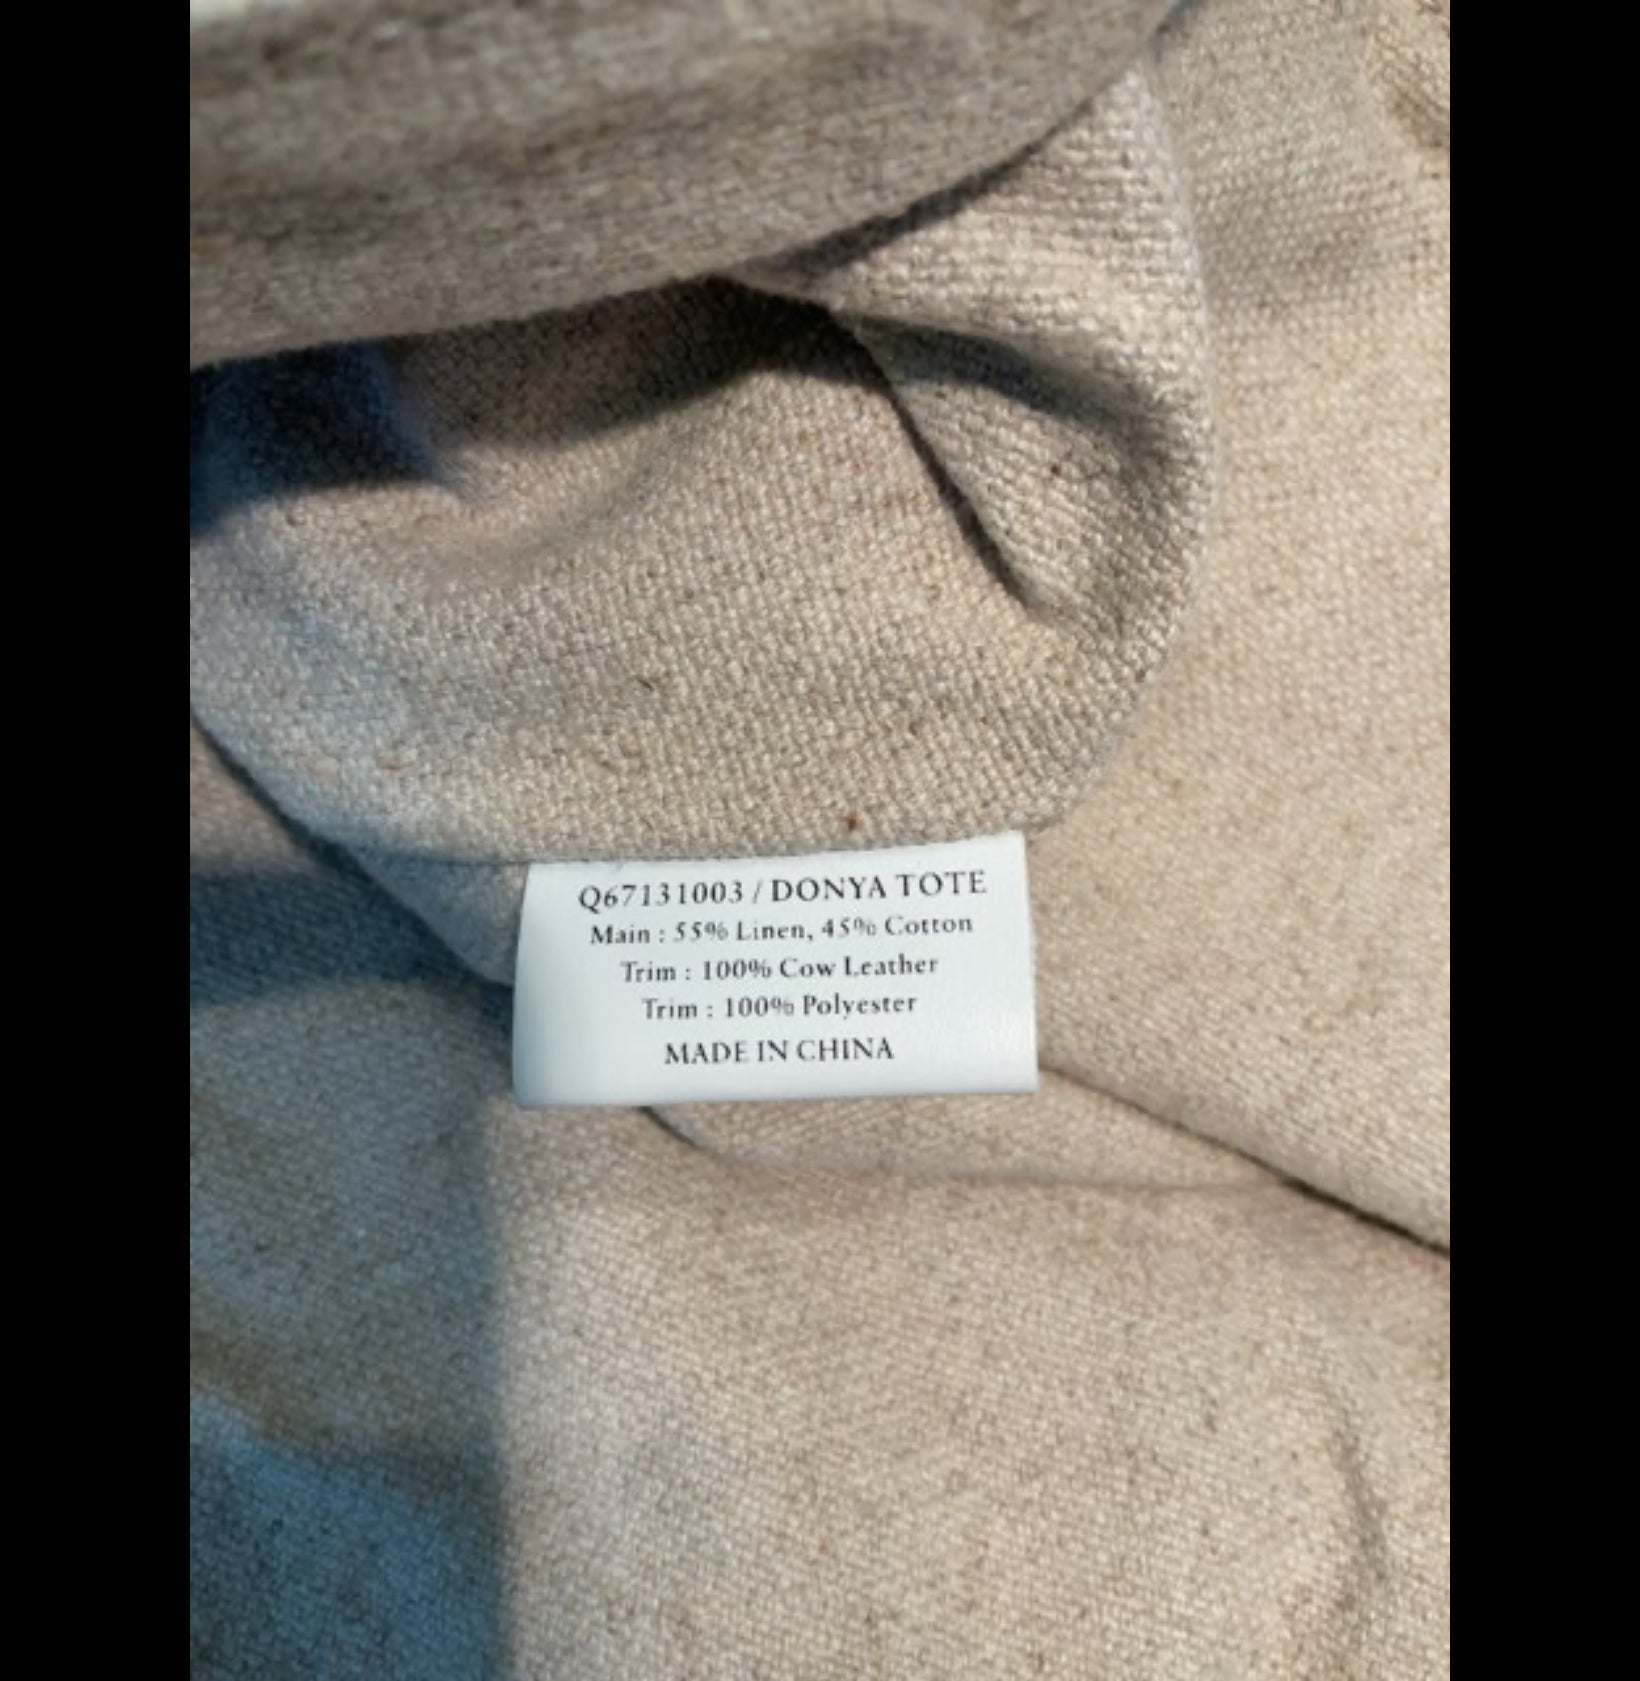 Q67131003 / DONYA TOTE
Main : 55% Linen, 45% Cotton
Trim : 100% Cow Leather
Trim : 100% Polyester
MADE IN CHINA